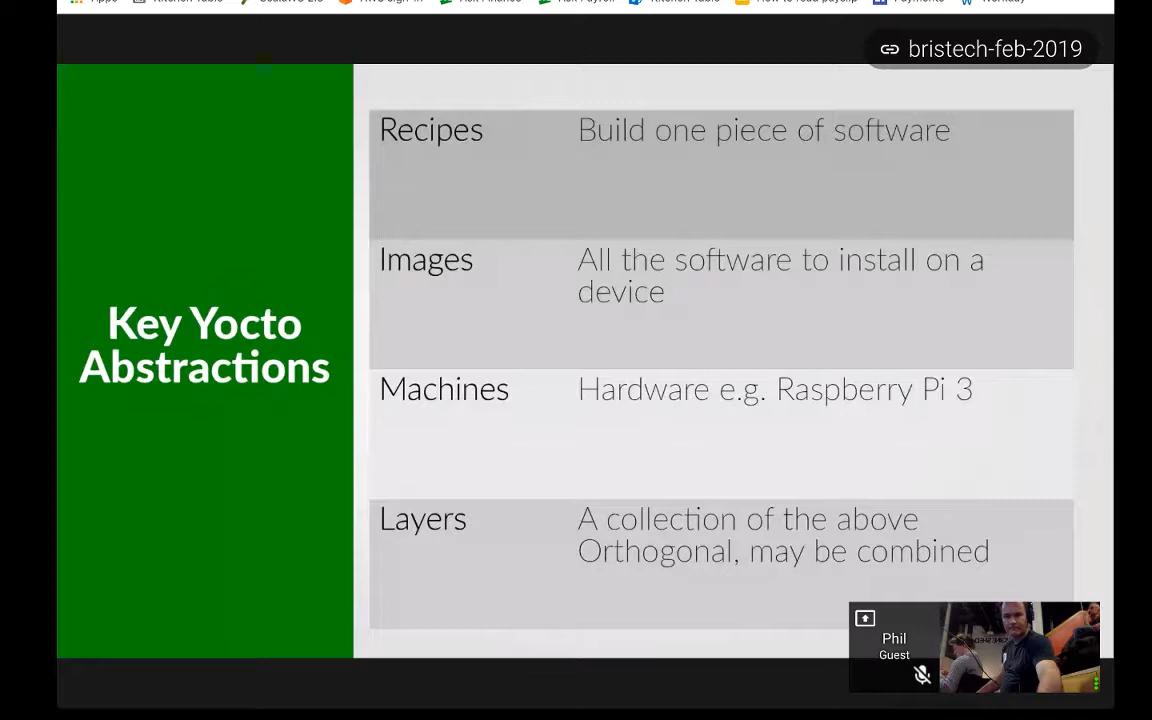 bristech-feb-2019
Recipes Build one piece of software
Images All the software to install on a
device
Key Yocto
Abstractions
Machines Hardware e.g. Raspberry Pi 3
Layers A collection of the above
Orthogonal, may be combined
Phil
Guest